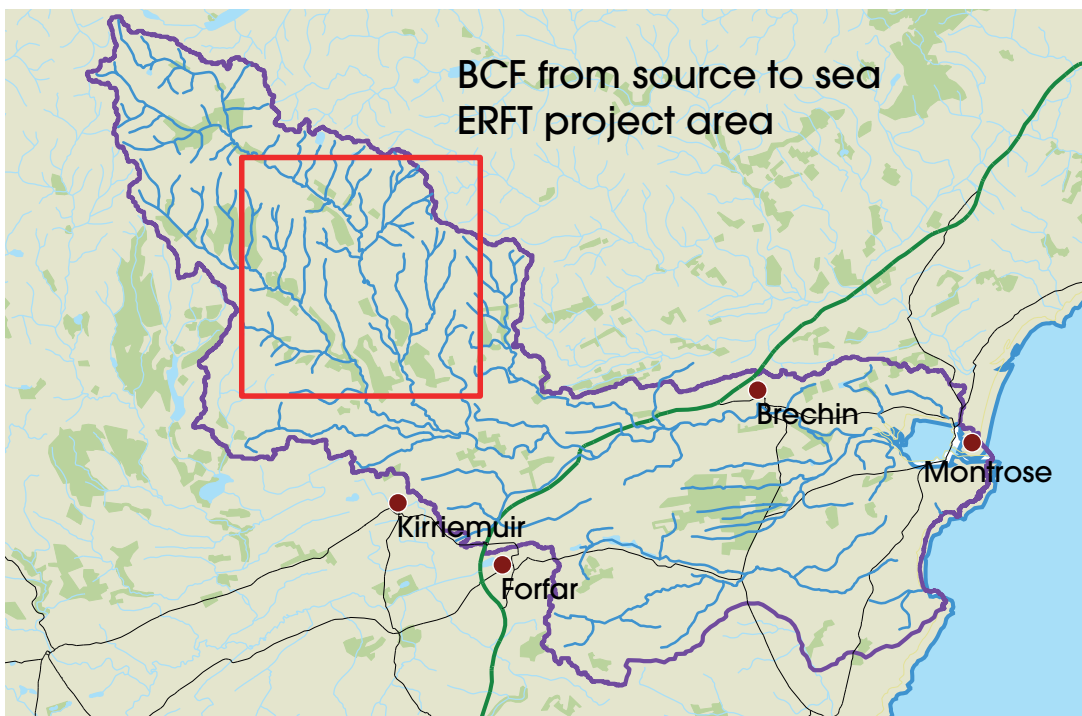 BCF from source to sea
ERFT project area
Brechin
Montrose
Kirriemuir
Forfar